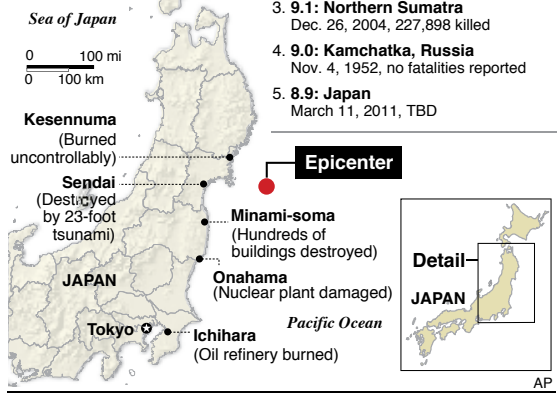 Sea of Japan
0 100 mi
0 100 km
3. 9.1: Northern Sumatra
Dec. 26, 2004, 227,898 killed
4. 9.0: Kamchatka, Russia
Nov. 4, 1952, no fatalities reported
5. 8.9: Japan
March 11, 2011, TBD
Kesennuma
(Burned
uncontrollably)
Epicenter
Sendai
(Destroyed
by 23-foot
tsunami)
Minami-soma
(Hundreds of
buildings destroyed)
JAPAN
Onahama
(Nuclear plant damaged)
Tokyo
Pacific Ocean
Ichihara
(Oil refinery burned)
Detail
JAPAN
AP